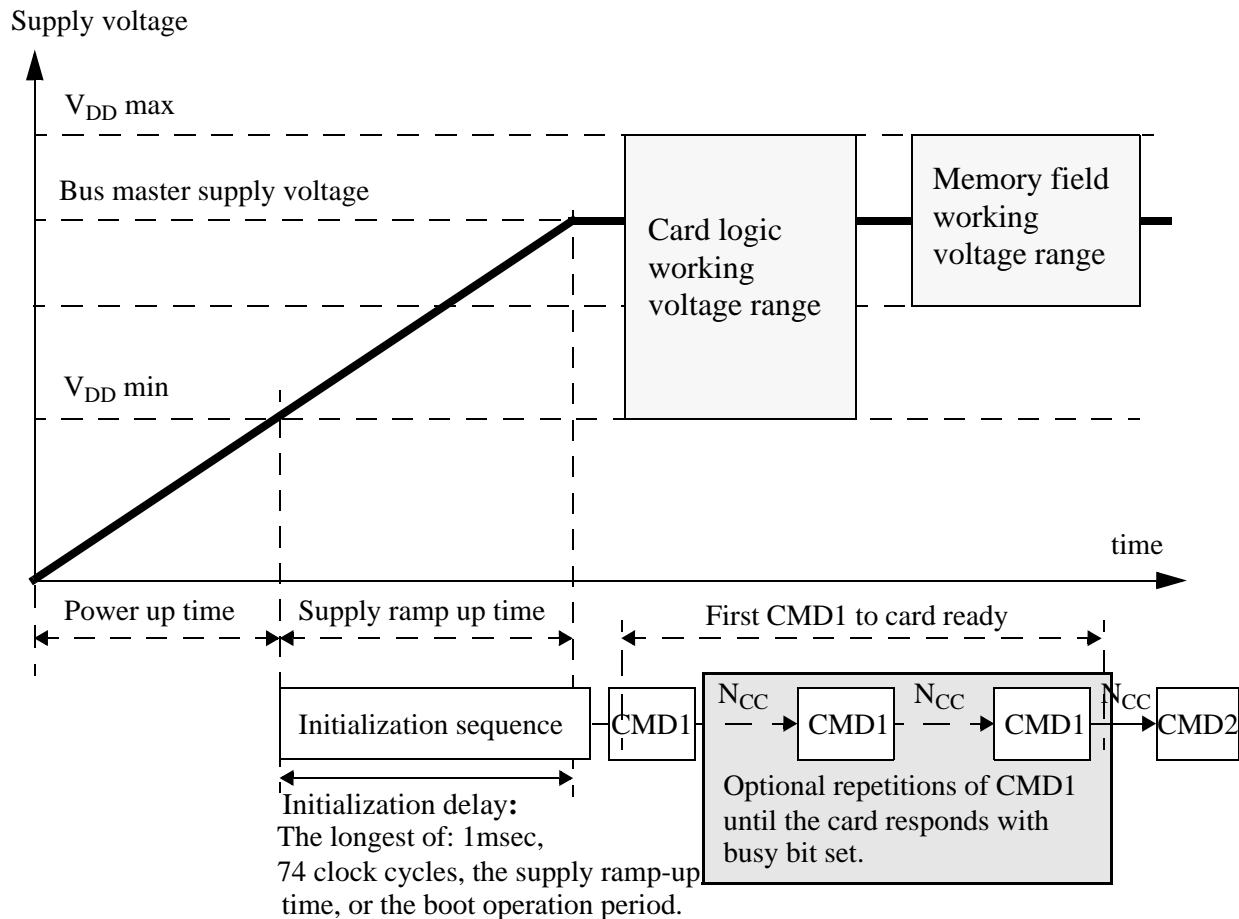 Supply voltage
V_DD max
Bus master supply voltage
Card logic
working
voltage range
Memory field
working
voltage range
V_DD min
time
Power up time
Supply ramp up time
First CMD1 to card ready
Initialization sequence
CMD1
N_CC
CMD1
N_CC
CMD1
N_CC
CMD2
Optional repetitions of CMD1
until the card responds with
busy bit set.
Initialization delay:
The longest of: 1msec,
74 clock cycles, the supply ramp-up
time, or the boot operation period.